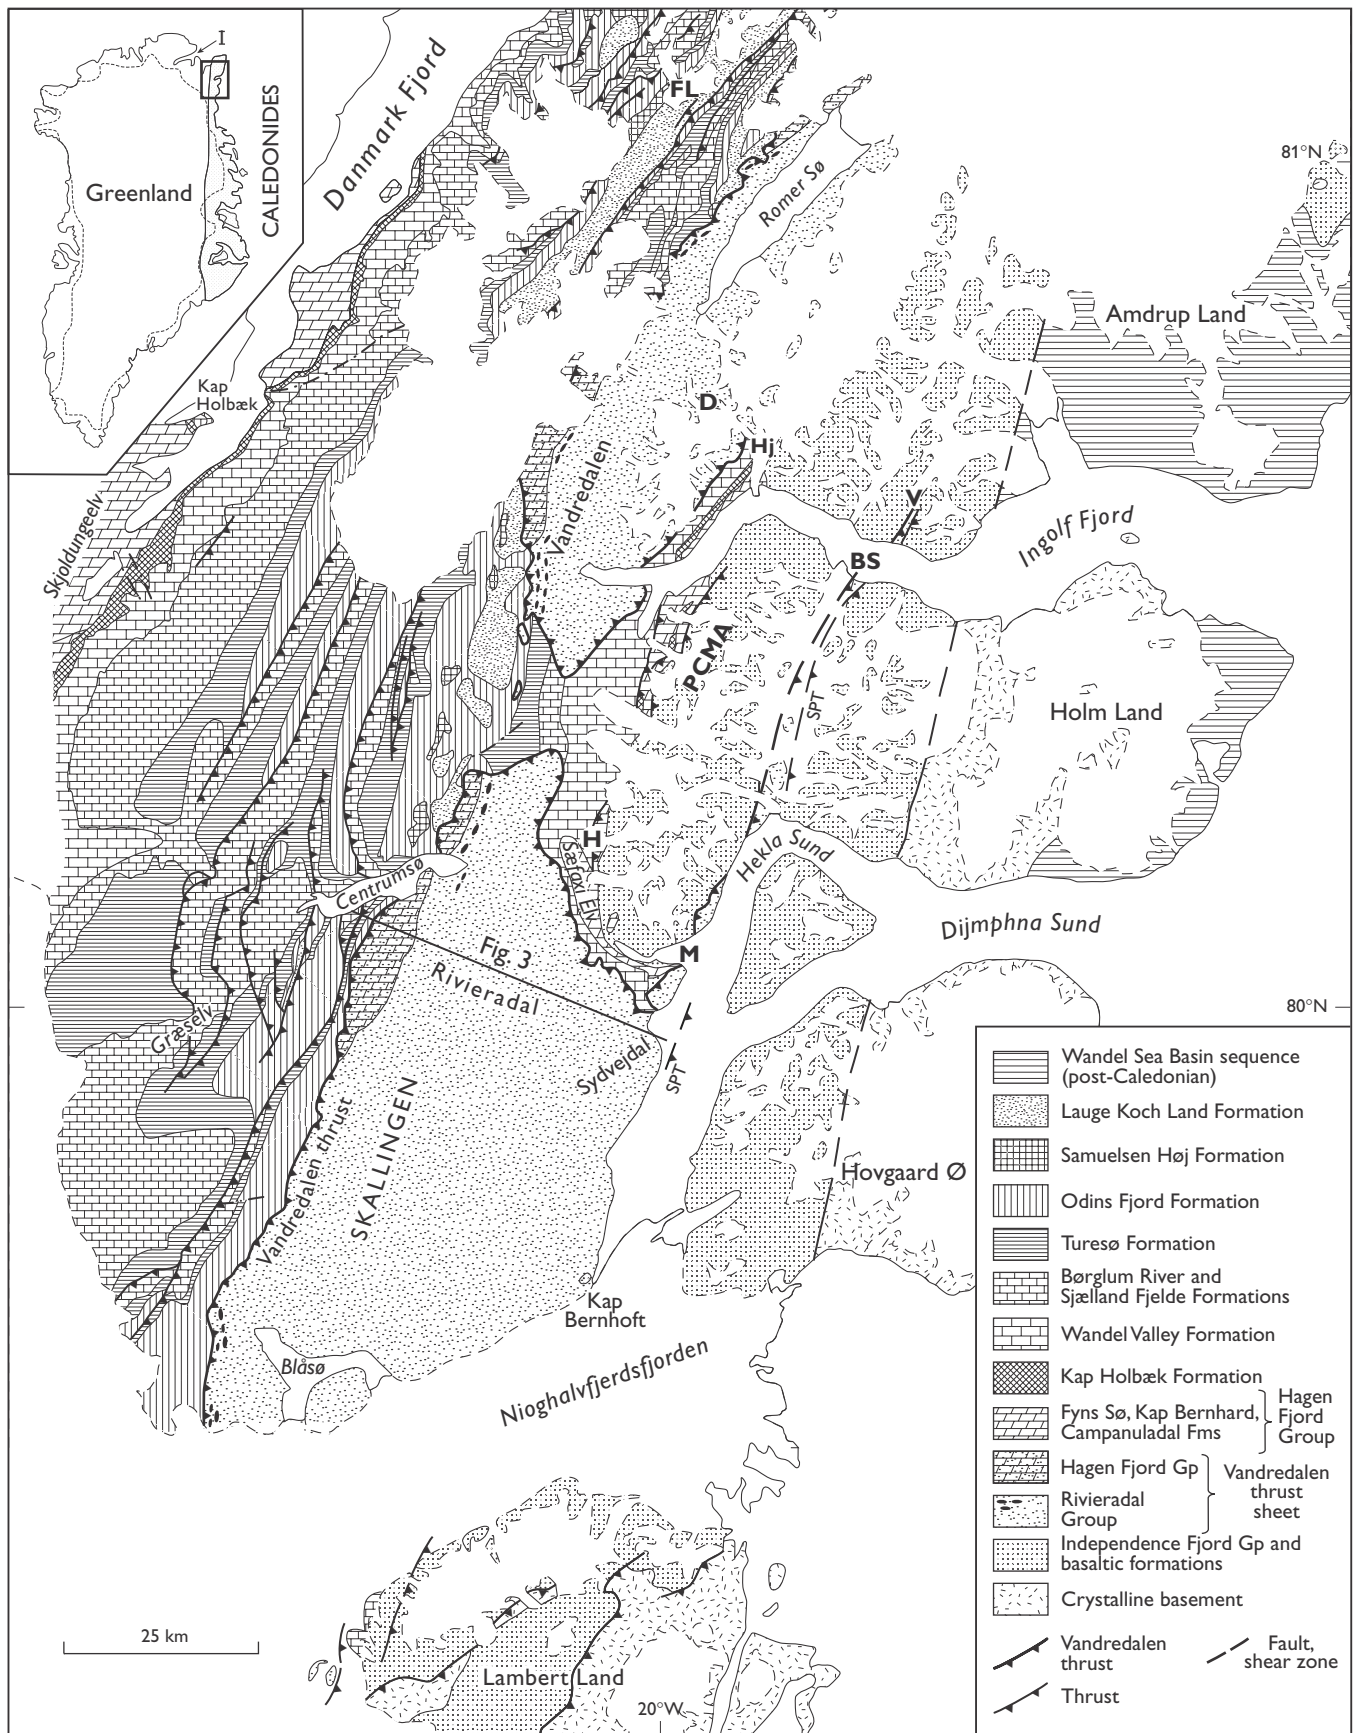 I
Greenland
CALEDONIDES
Danmark Fjord
FL
Romer Sø
81°N
Amdrup Land
Kap
Holbæk
Skjoldungeelv
D
Hj
Vandredalen
V
Ingolf Fjord
BS
PCMA
SPT
Holm Land
H
Sæfaxi Elv
Hekla Sund
Centrumsø
Dijmphna Sund
Fig. 3
M
Rivieradal
80°N
Græselv
Sydvejdal
SPT
SKALLINGEN
Vandredalen thrust
Hovgaard Ø
Kap
Bernhoft
Blåsø
Nioghalvfjerdsfjorden
Wandel Sea Basin sequence
(post-Caledonian)
Lauge Koch Land Formation
Samuelsen Høj Formation
Odins Fjord Formation
Turesø Formation
Børglum River and
Sjælland Fjelde Formations
Wandel Valley Formation
Kap Holbæk Formation
Fyns Sø, Kap Bernhard,
Campanuladal Fms
Hagen
Fjord
Group
Hagen Fjord Gp
Rivieradal
Group
Vandredalen
thrust
sheet
Independence Fjord Gp and
basaltic formations
Crystalline basement
Vandredalen
thrust
Fault,
shear zone
Thrust
25 km
Lambert Land
20°W